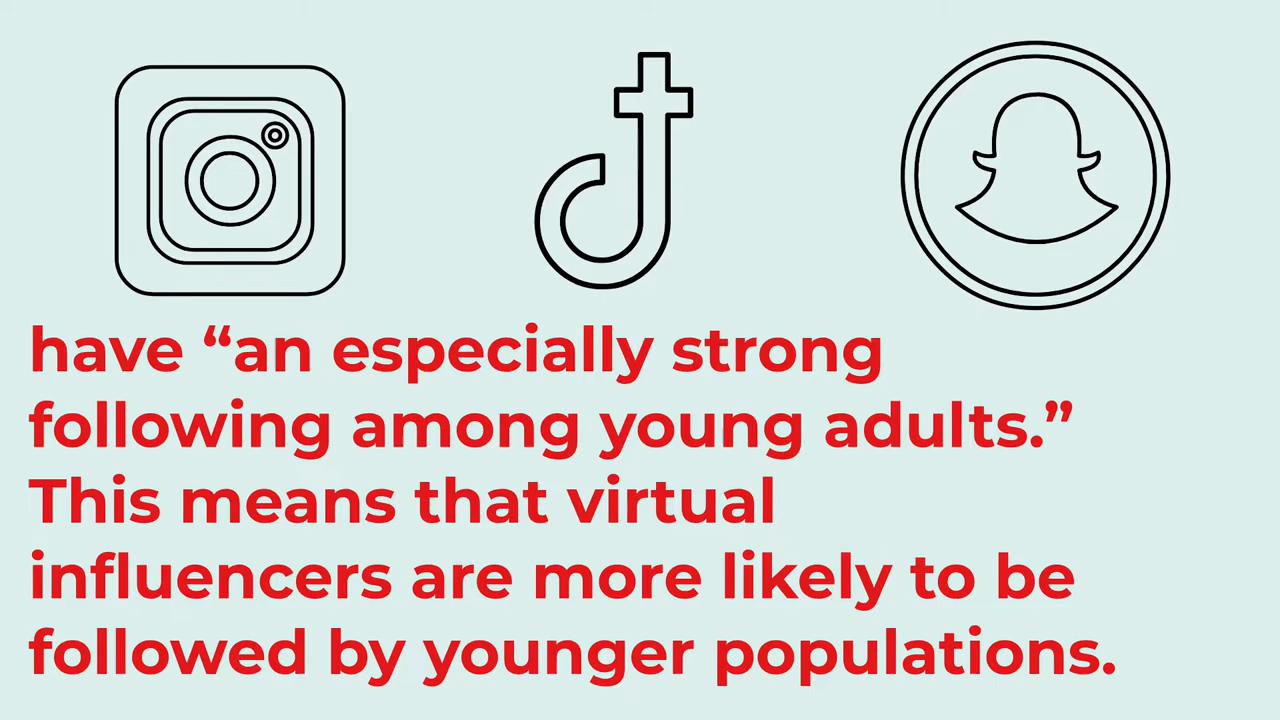 have “an especially strong
following among young adults.”
This means that virtual
influencers are more likely to be
followed by younger populations.